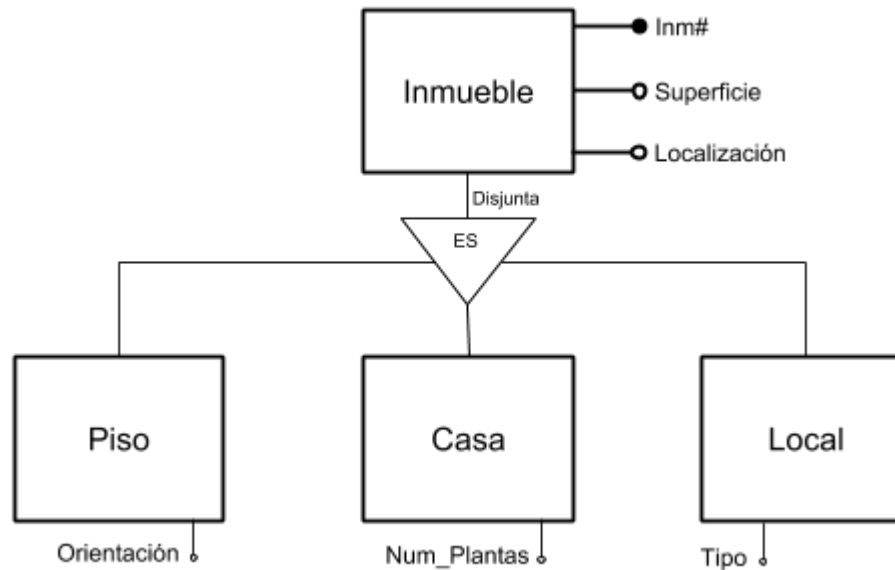 Inmueble
Inm#
Superficie
Localización
Disjunta
ES
Piso
Casa
Local
Orientación
Num_Plantas
Tipo